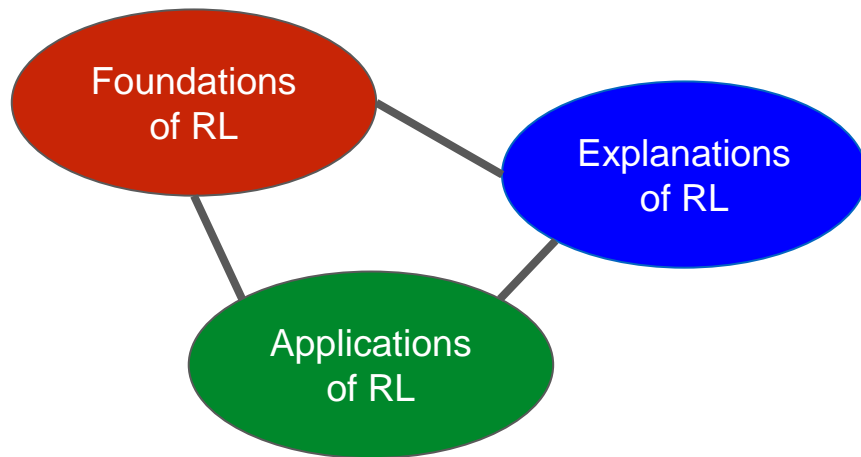 Foundations
of RL
Explanations
of RL
Applications
of RL